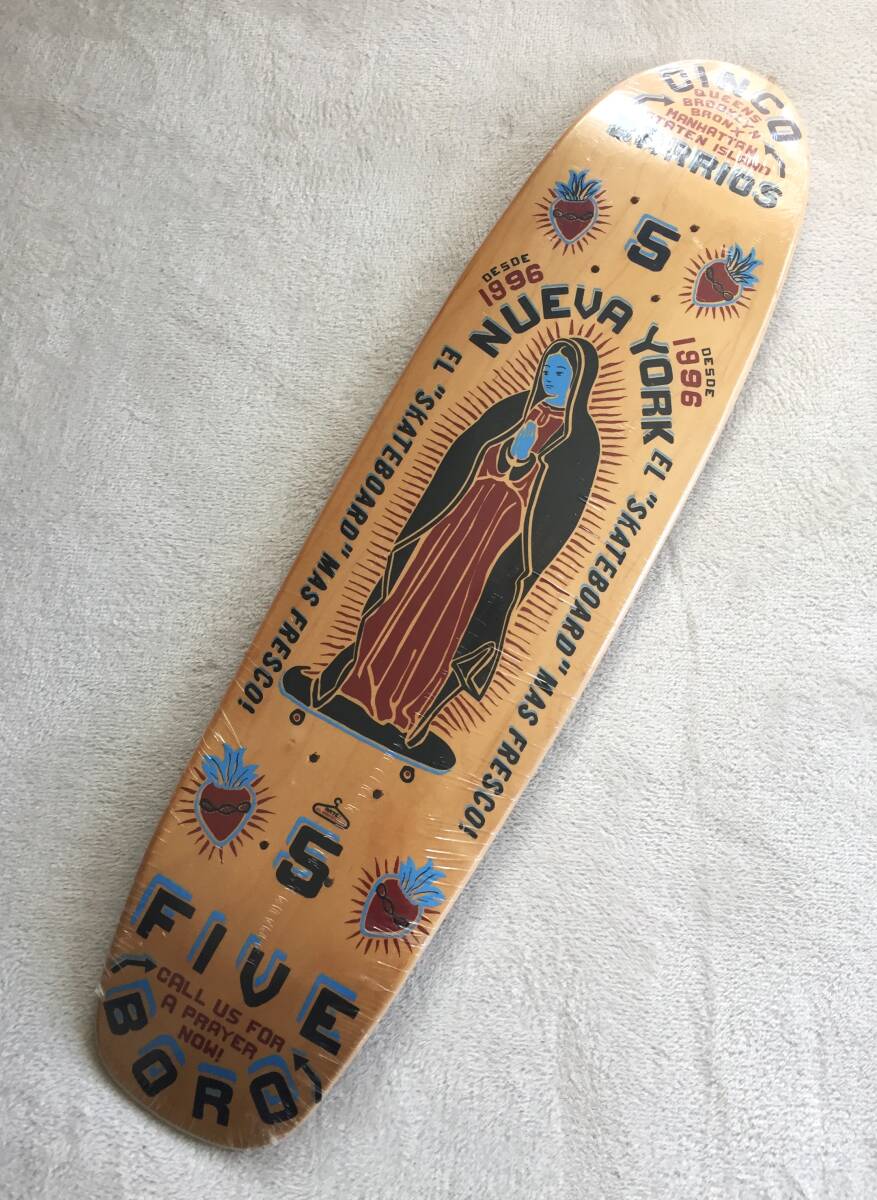 CINCO
QUEENS
BROOKLYN
BRONX
MANHATTAN
STATEN ISLAND
BARRIOS
5
DESDE
1996
NUEVA YORK
DESDE
1996
EL "SKATEBOARD" MAS FRESCO!
EL "SKATEBOARD" MAS FRESCO!
5
FIVE
CALL US FOR
A PRAYER
NOW!
BORO